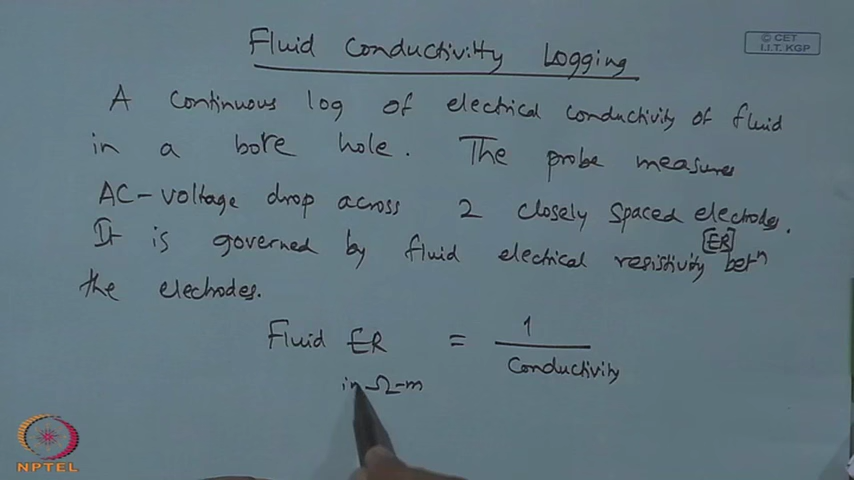 Fluid Conductivity Logging
© CET
I.I.T. KGP
A continuous log of electrical conductivity of fluid
in a bore hole. The probe measures
AC-voltage drop across 2 closely spaced electrodes.
It is governed by fluid electrical resistivity [ER] betⁿ
the electrodes.
Fluid ER = 1
Conductivity
in Ω-m
NPTEL